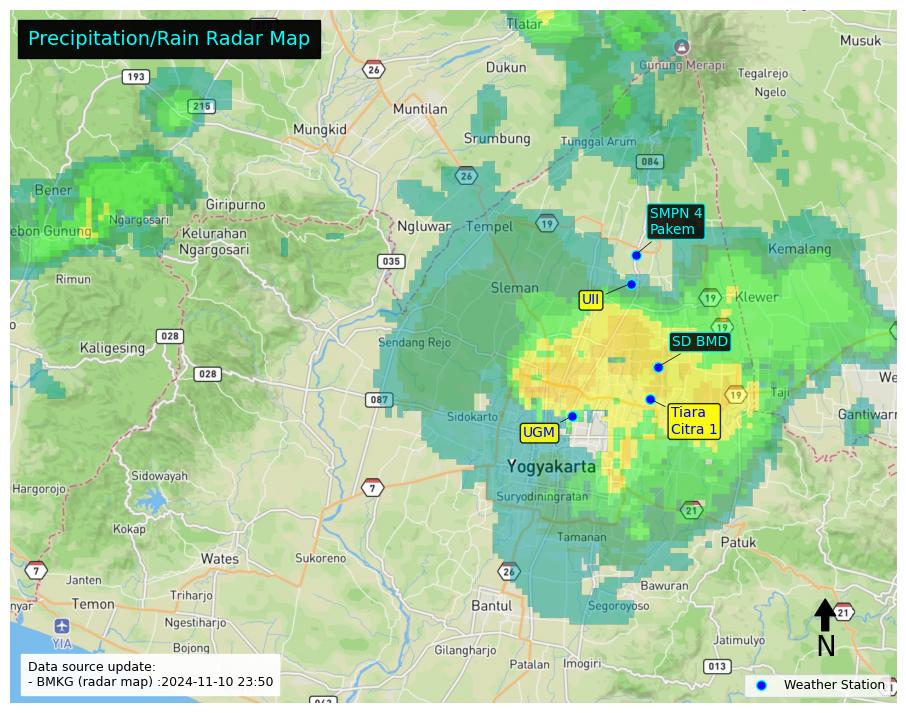 Precipitation/Rain Radar Map
Tlatar
Musuk
Gunung Merapi
Dukun
Tegalrejo
26
193
Ngelo
215
Muntilan
Mungkid
Srumbung
Tunggal Arum
084
26
Bener
Giripurno
SMPN 4
Pakem
Ngargosari
Ngluwar
Tempel
19
ebon Gunung
Kelurahan
Ngargosari
Kemalang
035
Rimun
UII
Sleman
19
Klewer
19
028
Sendang Rejo
SD BMD
Kaligesing
028
We
087
19
Taji
Tiara
Citra 1
Gantiwarn
Sidokarto
UGM
Yogyakarta
Sidowayah
Hargorojo
7
Suryodiningratan
21
Kokap
Tamanan
Patuk
Wates
Sukoreno
7
Janten
26
Bawuran
nyar
Temon
Triharjo
Bantul
Segoroyoso
21
Ngestiharjo
YIA
N
Bojong
Gilangharjo
Jatimulyo
Patalan
Imogiri
013
Data source update:
- BMKG (radar map) :2024-11-10 23:50
Weather Station